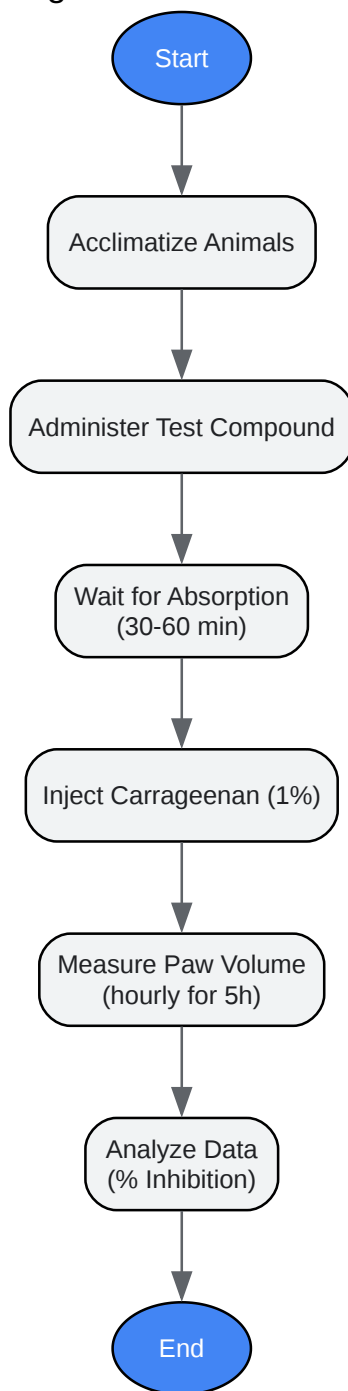 Start
Acclimatize Animals
Administer Test Compound
Wait for Absorption
(30-60 min)
Inject Carrageenan (1%)
Measure Paw Volume
(hourly for 5h)
Analyze Data
(% Inhibition)
End